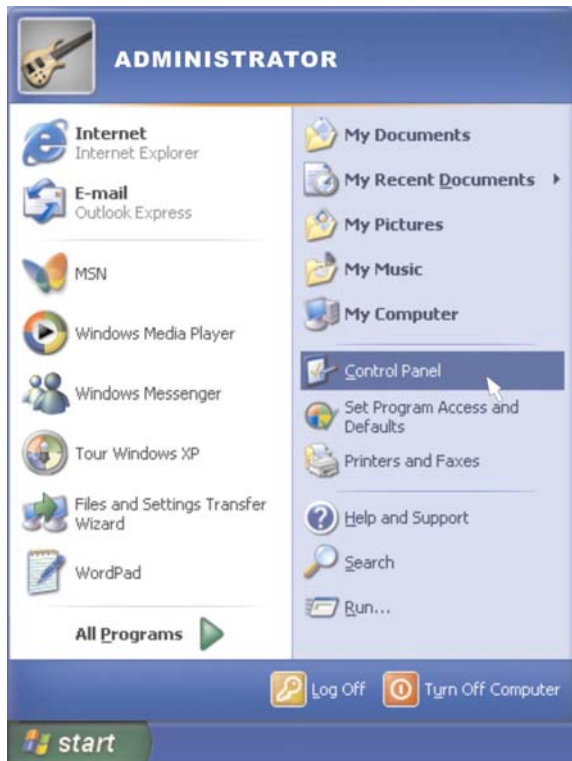 ADMINISTRATOR
Internet
Internet Explorer
E-mail
Outlook Express
MSN
Windows Media Player
Windows Messenger
Tour Windows XP
Files and Settings Transfer
Wizard
WordPad
All Programs
My Documents
My Recent Documents
My Pictures
My Music
My Computer
Control Panel
Set Program Access and
Defaults
Printers and Faxes
Help and Support
Search
Run...
Log Off
Turn Off Computer
start